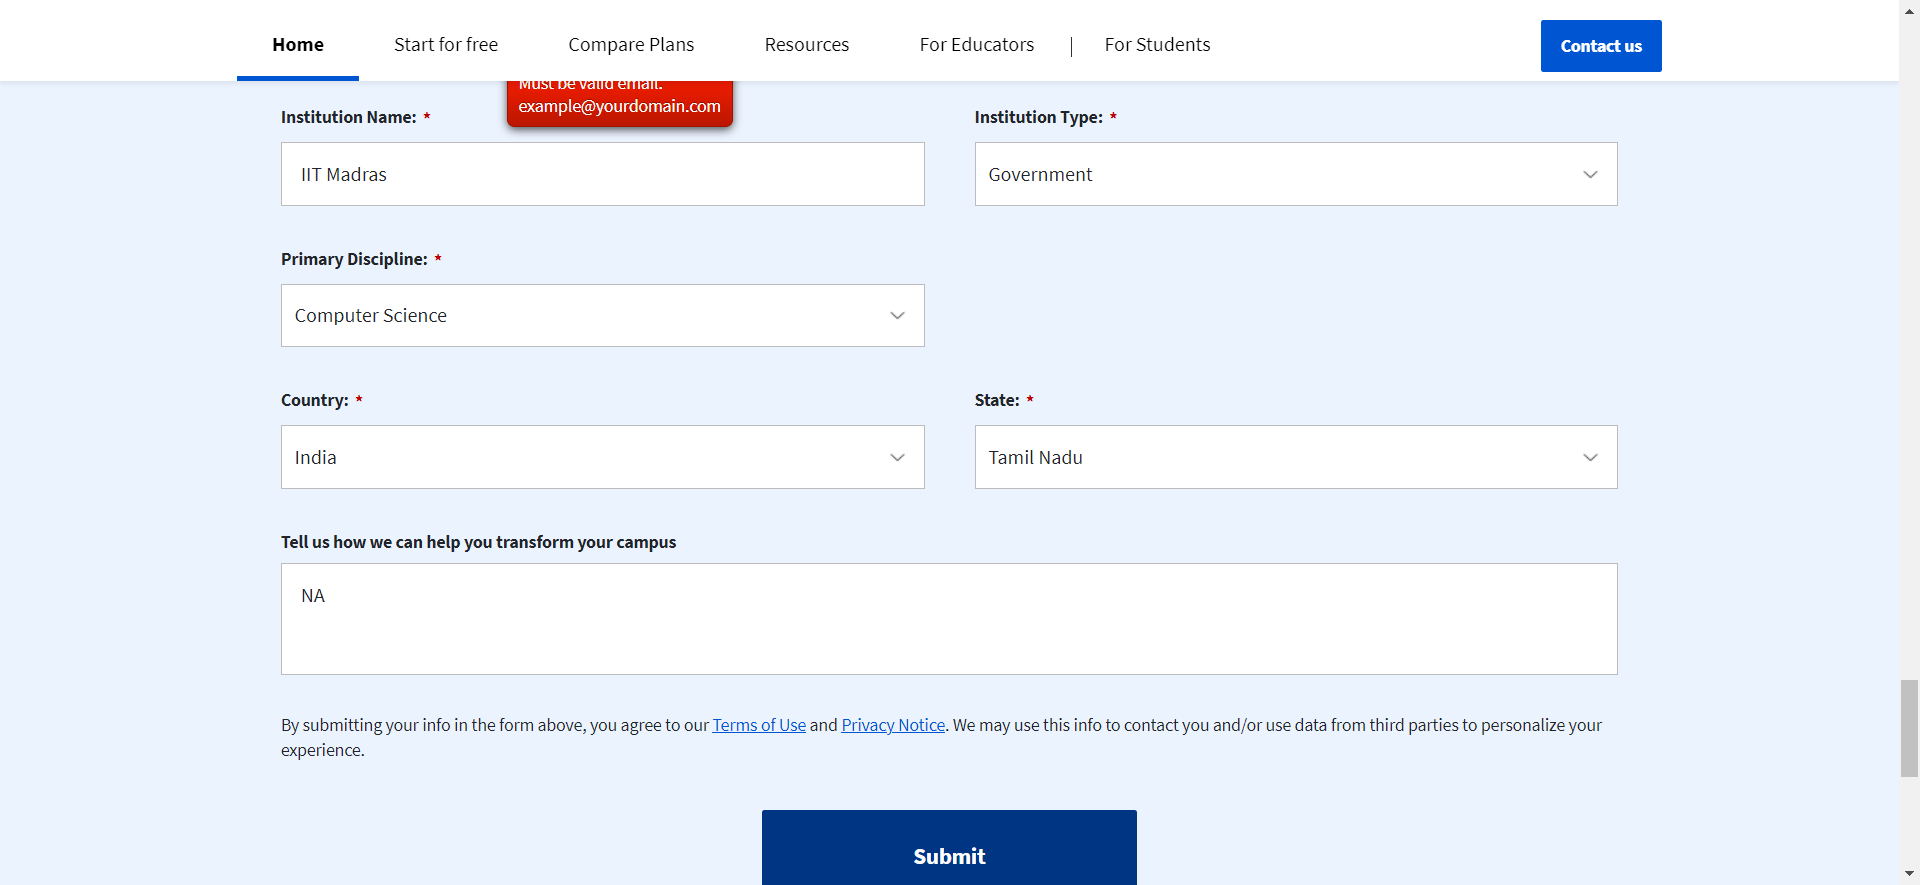 Home Start for free Compare Plans Resources For Educators | For Students Contact us
Must be valid email.
example@yourdomain.com
Institution Name: * Institution Type: *
IIT Madras Government
Primary Discipline: *
Computer Science
Country: * State: *
India Tamil Nadu
Tell us how we can help you transform your campus
NA
By submitting your info in the form above, you agree to our Terms of Use and Privacy Notice. We may use this info to contact you and/or use data from third parties to personalize your
experience.
Submit